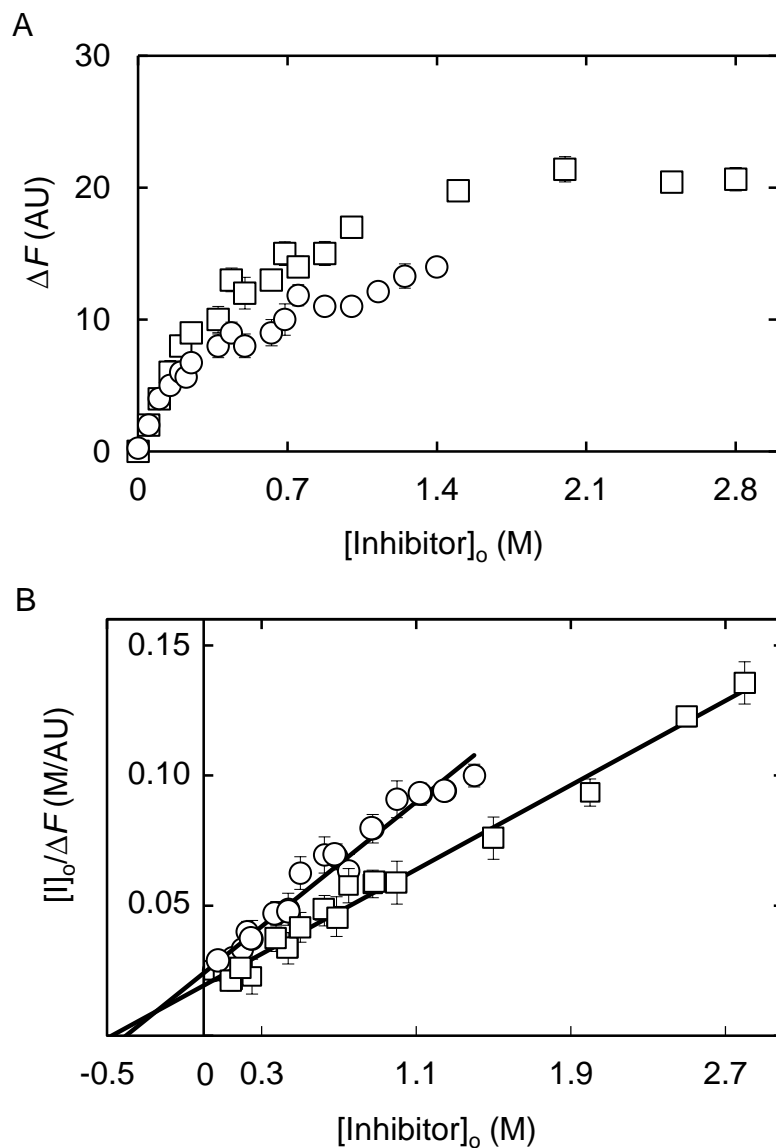 A
30
20
10
0
ΔF (AU)
0 0.7 1.4 2.1 2.8
[Inhibitor]ₒ (M)
B
0.15
0.10
0.05
[I]ₒ/ΔF (M/AU)
-0.5 0 0.3 1.1 1.9 2.7
[Inhibitor]ₒ (M)